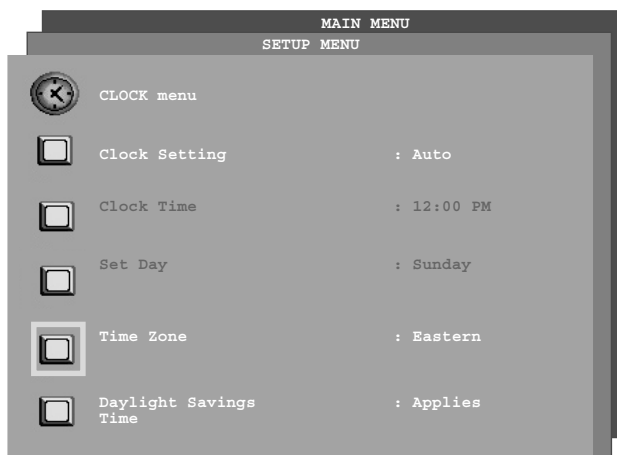 MAIN MENU
SETUP MENU
CLOCK menu
Clock Setting : Auto
Clock Time : 12:00 PM
Set Day : Sunday
Time Zone : Eastern
Daylight Savings : Applies
Time